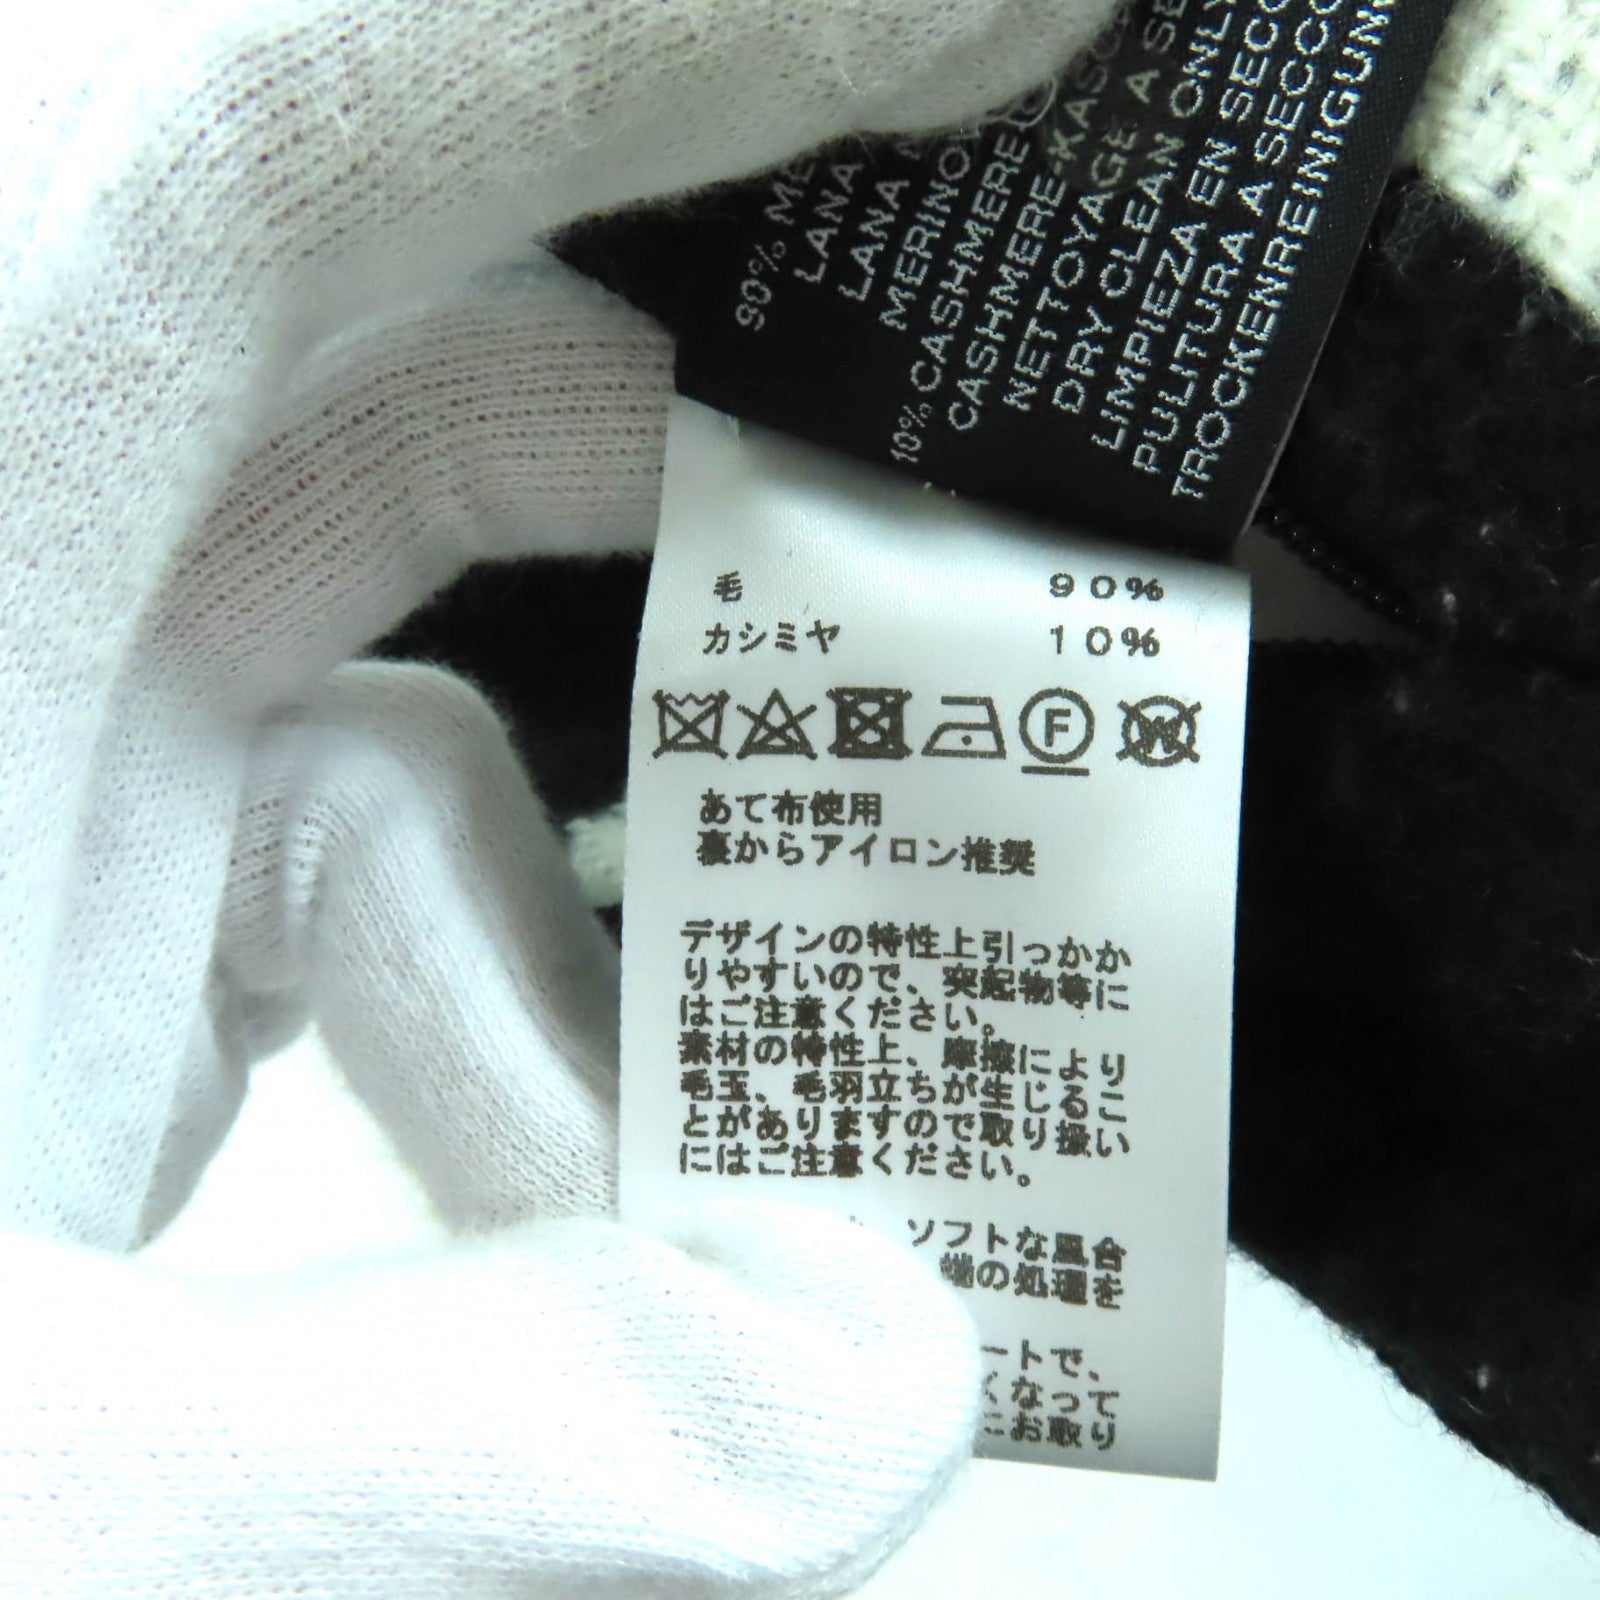 90% ME
LANA
LANA
MERINO
10% CASHMERE
CASHMERE-KASC
NETTOYAGE A SE
DRY CLEAN ONLY
LIMPIEZA EN SECO
PULITURA A SECCO
TROCKENREINIGUNG
毛 90%
カシミヤ 10%
F
W
あて布使用
裏からアイロン推奨
デザインの特性上引っかか
りやすいので、突起物等に
はご注意ください。
素材の特性上、摩擦により
毛玉、毛羽立ちが生じるこ
とがありますので取り扱い
にはご注意ください。
ソフトな風合
端の処理を
ートで、
くなって
にお取り